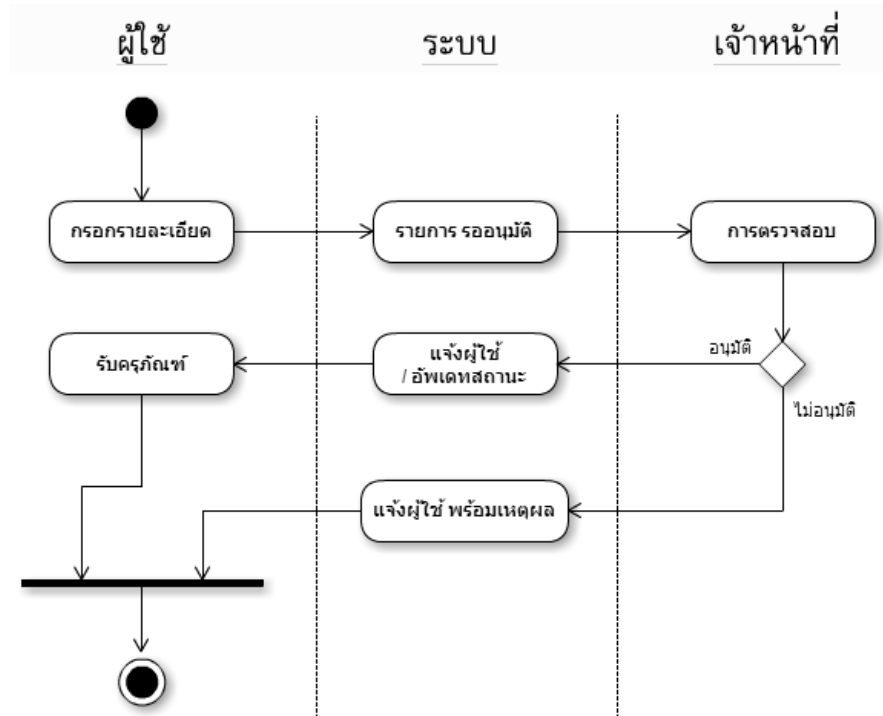 ผู้ใช้
ระบบ
เจ้าหน้าที่
กรอกรายละเอียด
รายการ รออนุมัติ
การตรวจสอบ
รับครุภัณฑ์
แจ้งผู้ใช้
/ อัพเดทสถานะ
อนุมัติ
ไม่อนุมัติ
แจ้งผู้ใช้ พร้อมเหตุผล